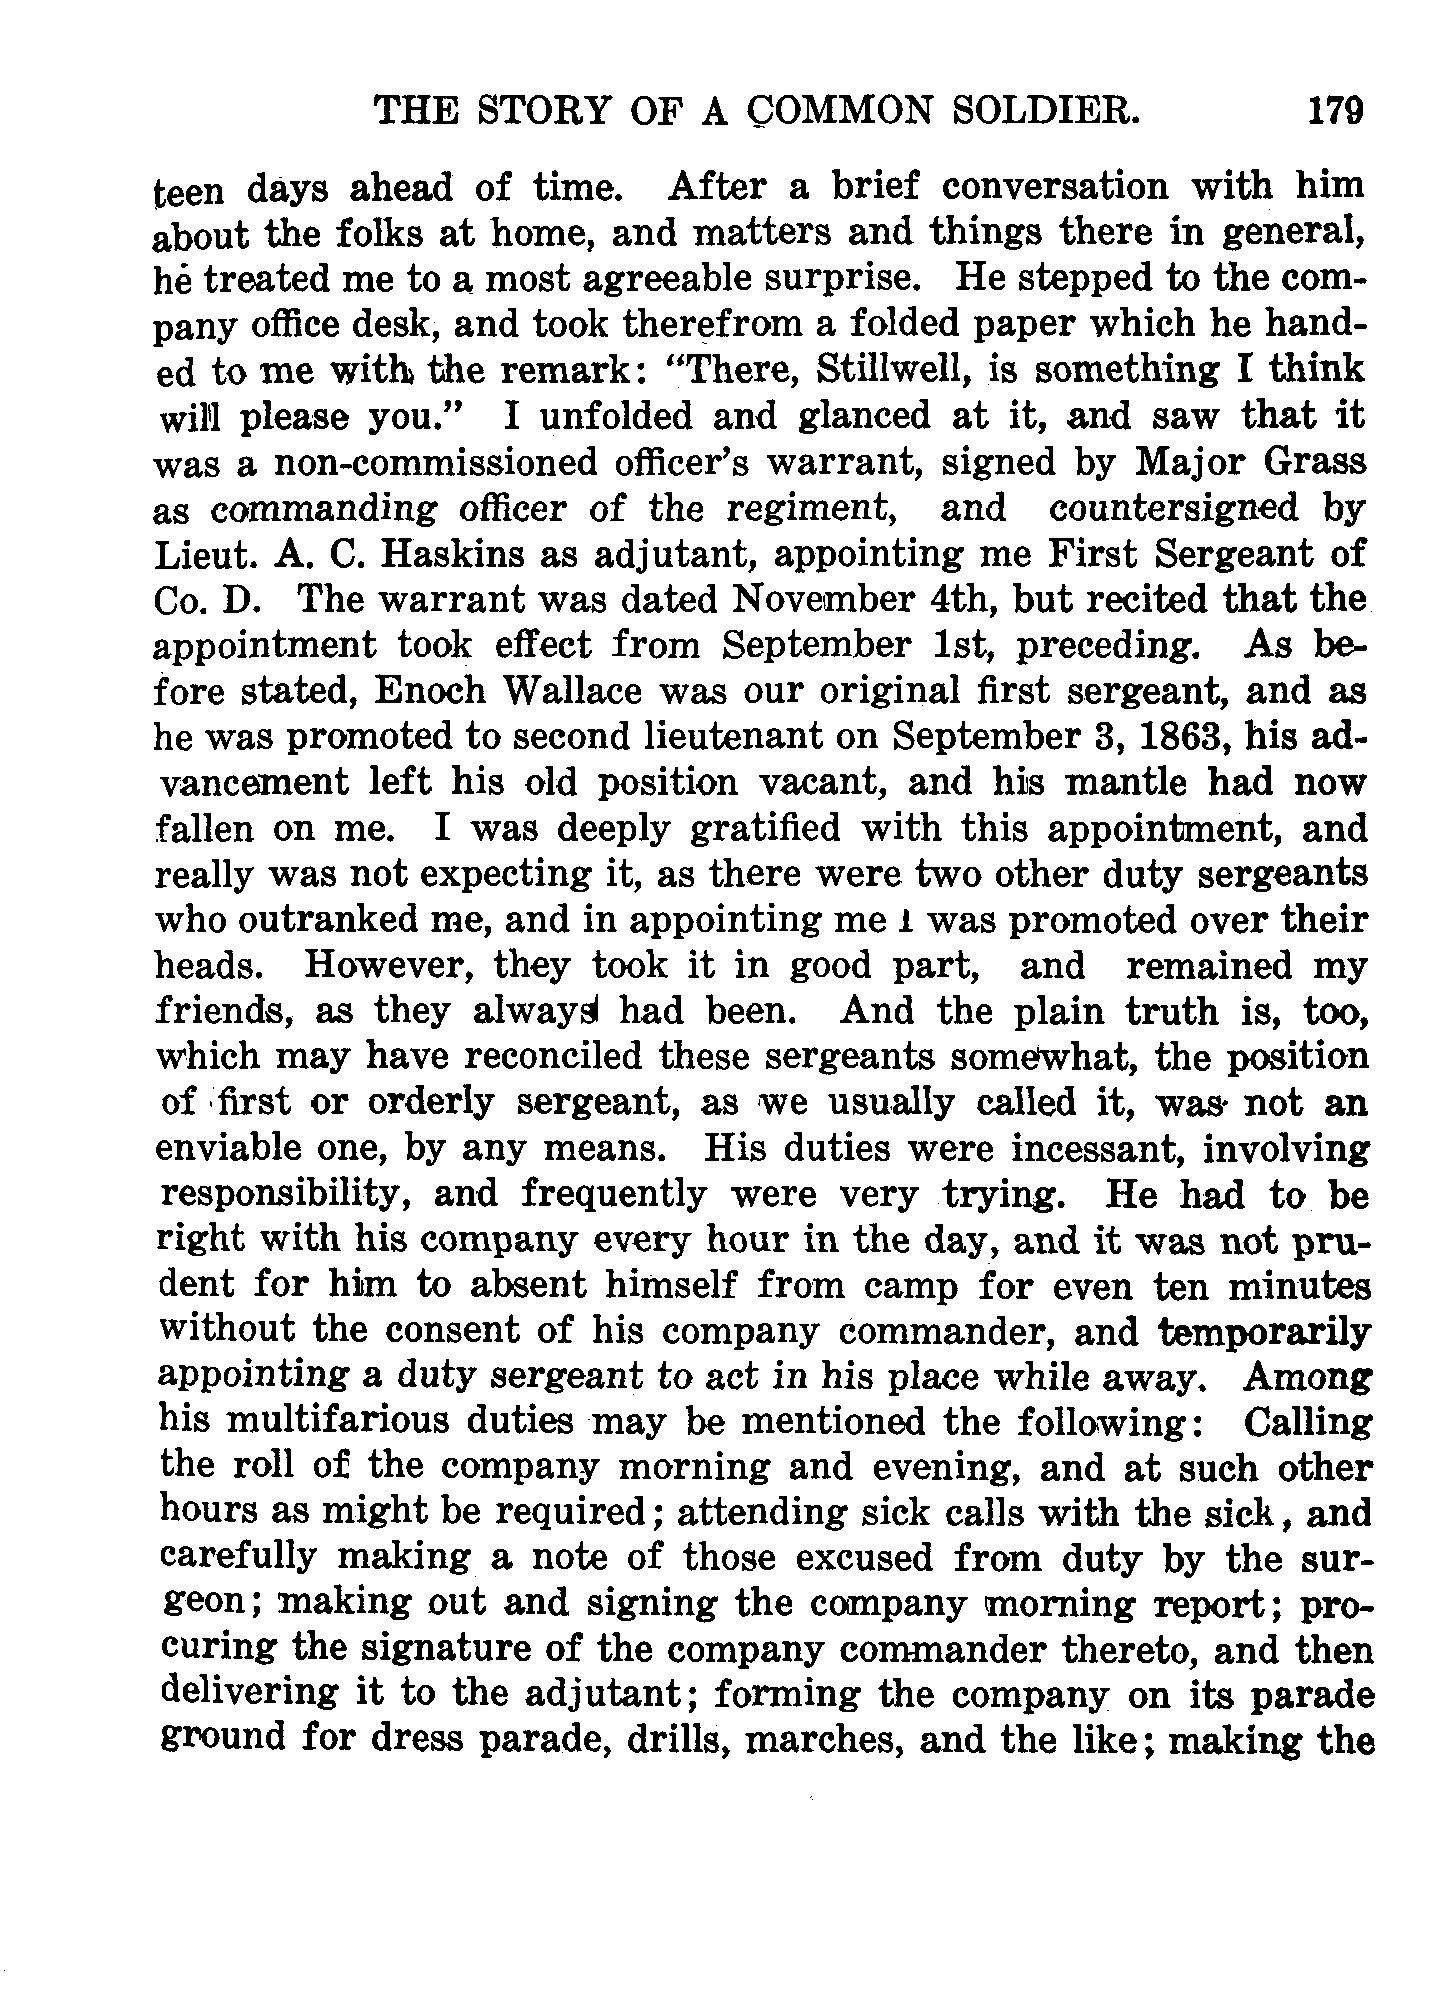 THE STORY OF A COMMON SOLDIER. 179
teen days ahead of time. After a brief conversation with him
about the folks at home, and matters and things there in general,
he treated me to a most agreeable surprise. He stepped to the com-
pany office desk, and took therefrom a folded paper which he hand-
ed to me with the remark: "There, Stillwell, is something I think
will please you." I unfolded and glanced at it, and saw that it
was a non-commissioned officer's warrant, signed by Major Grass
as commanding officer of the regiment, and countersigned by
Lieut. A. C. Haskins as adjutant, appointing me First Sergeant of
Co. D. The warrant was dated November 4th, but recited that the
appointment took effect from September 1st, preceding. As be-
fore stated, Enoch Wallace was our original first sergeant, and as
he was promoted to second lieutenant on September 3, 1863, his ad-
vancement left his old position vacant, and his mantle had now
fallen on me. I was deeply gratified with this appointment, and
really was not expecting it, as there were two other duty sergeants
who outranked me, and in appointing me I was promoted over their
heads. However, they took it in good part, and remained my
friends, as they always had been. And the plain truth is, too,
which may have reconciled these sergeants somewhat, the position
of first or orderly sergeant, as we usually called it, was not an
enviable one, by any means. His duties were incessant, involving
responsibility, and frequently were very trying. He had to be
right with his company every hour in the day, and it was not pru-
dent for him to absent himself from camp for even ten minutes
without the consent of his company commander, and temporarily
appointing a duty sergeant to act in his place while away. Among
his multifarious duties may be mentioned the following: Calling
the roll of the company morning and evening, and at such other
hours as might be required; attending sick calls with the sick, and
carefully making a note of those excused from duty by the sur-
geon; making out and signing the company morning report; pro-
curing the signature of the company commander thereto, and then
delivering it to the adjutant; forming the company on its parade
ground for dress parade, drills, marches, and the like; making the